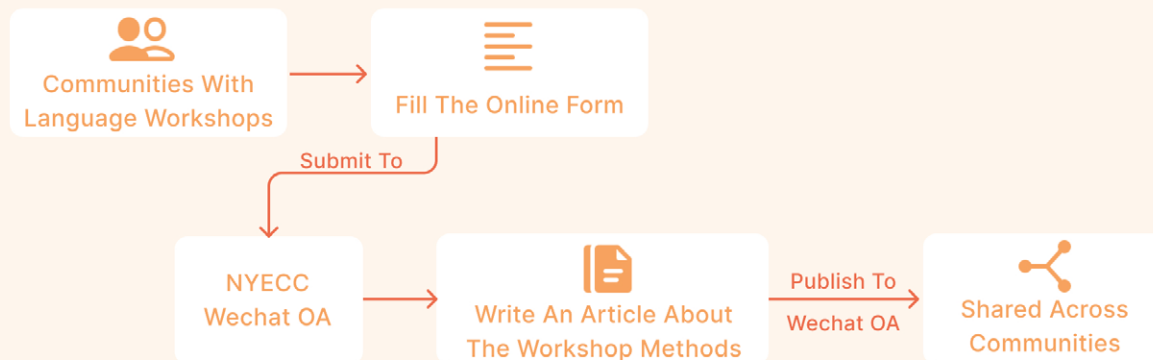 Communities With
Language Workshops
Fill The Online Form
Submit To
NYECC
Wechat OA
Write An Article About
The Workshop Methods
Publish To
Wechat OA
Shared Across
Communities